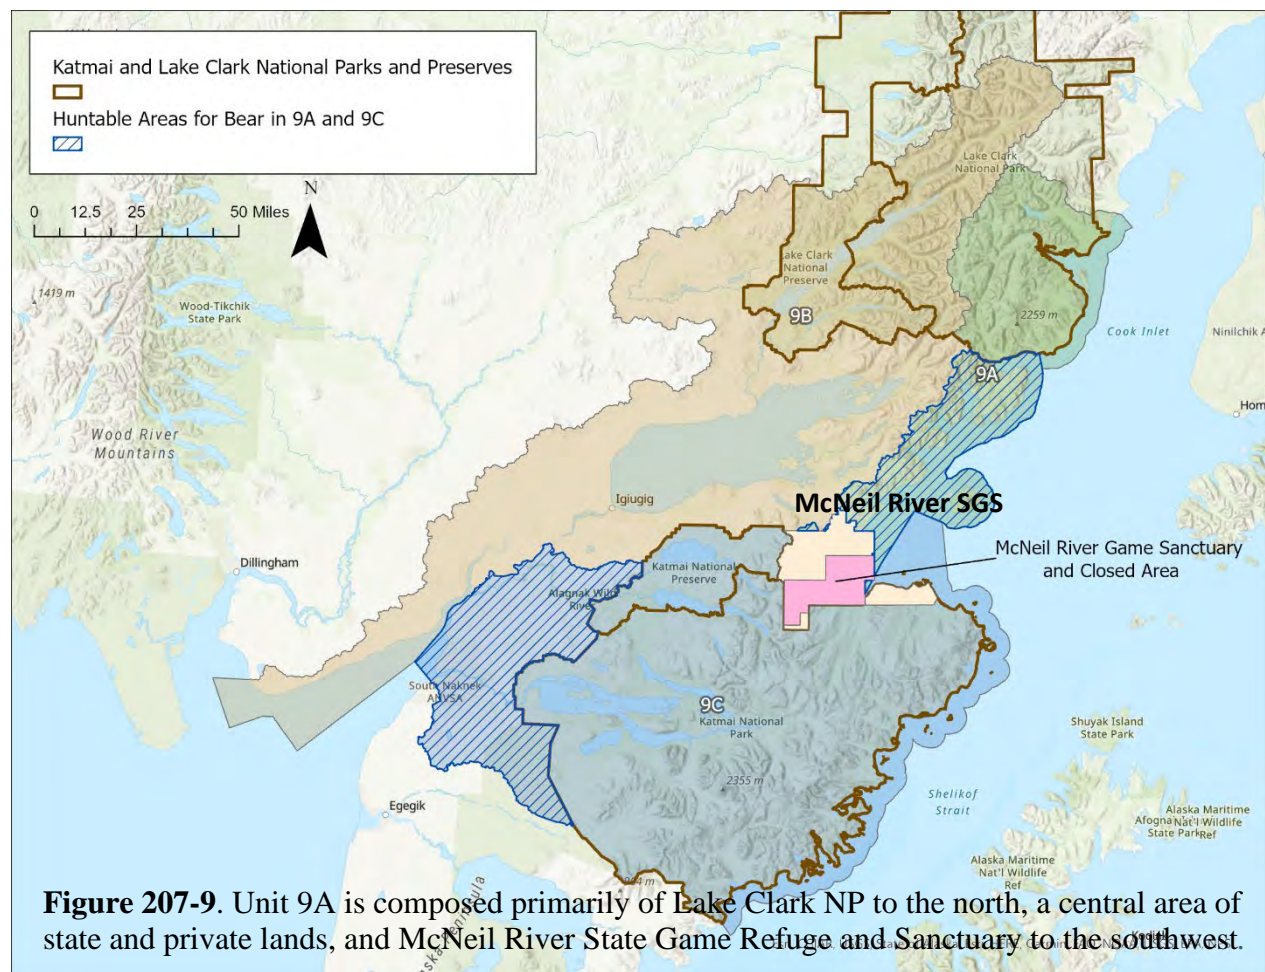 Katmai and Lake Clark National Parks and Preserves
Huntable Areas for Bear in 9A and 9C
N
0 12.5 25 50 Miles
1419 m
Wood-Tikchik
State Park
Lake Clark
National Park
ake Clark
National
Preserve
9B
2259 m
Cook Inlet
Ninilchik
9A
Hom
Wood River
Mountains
Igiugig
McNeil River SGS
McNeil River Game Sanctuary
and Closed Area
Dillingham
Katmai National
Preserve
Alagnak Wild
River
South Naknek
ANVSA
9C
Katmai National
Park
Shuyak Island
State Park
2355 m
Shelikof
Strait
Egegik
Alaska Maritime
Nat'l Wildlife
Ref
Afognak
State Park
Alaska Maritime
Nat'l Wildlife
Ref
Figure 207-9. Unit 9A is composed primarily of Lake Clark NP to the north, a central area of
state and private lands, and McNeil River State Game Refuge and Sanctuary to the southwest.